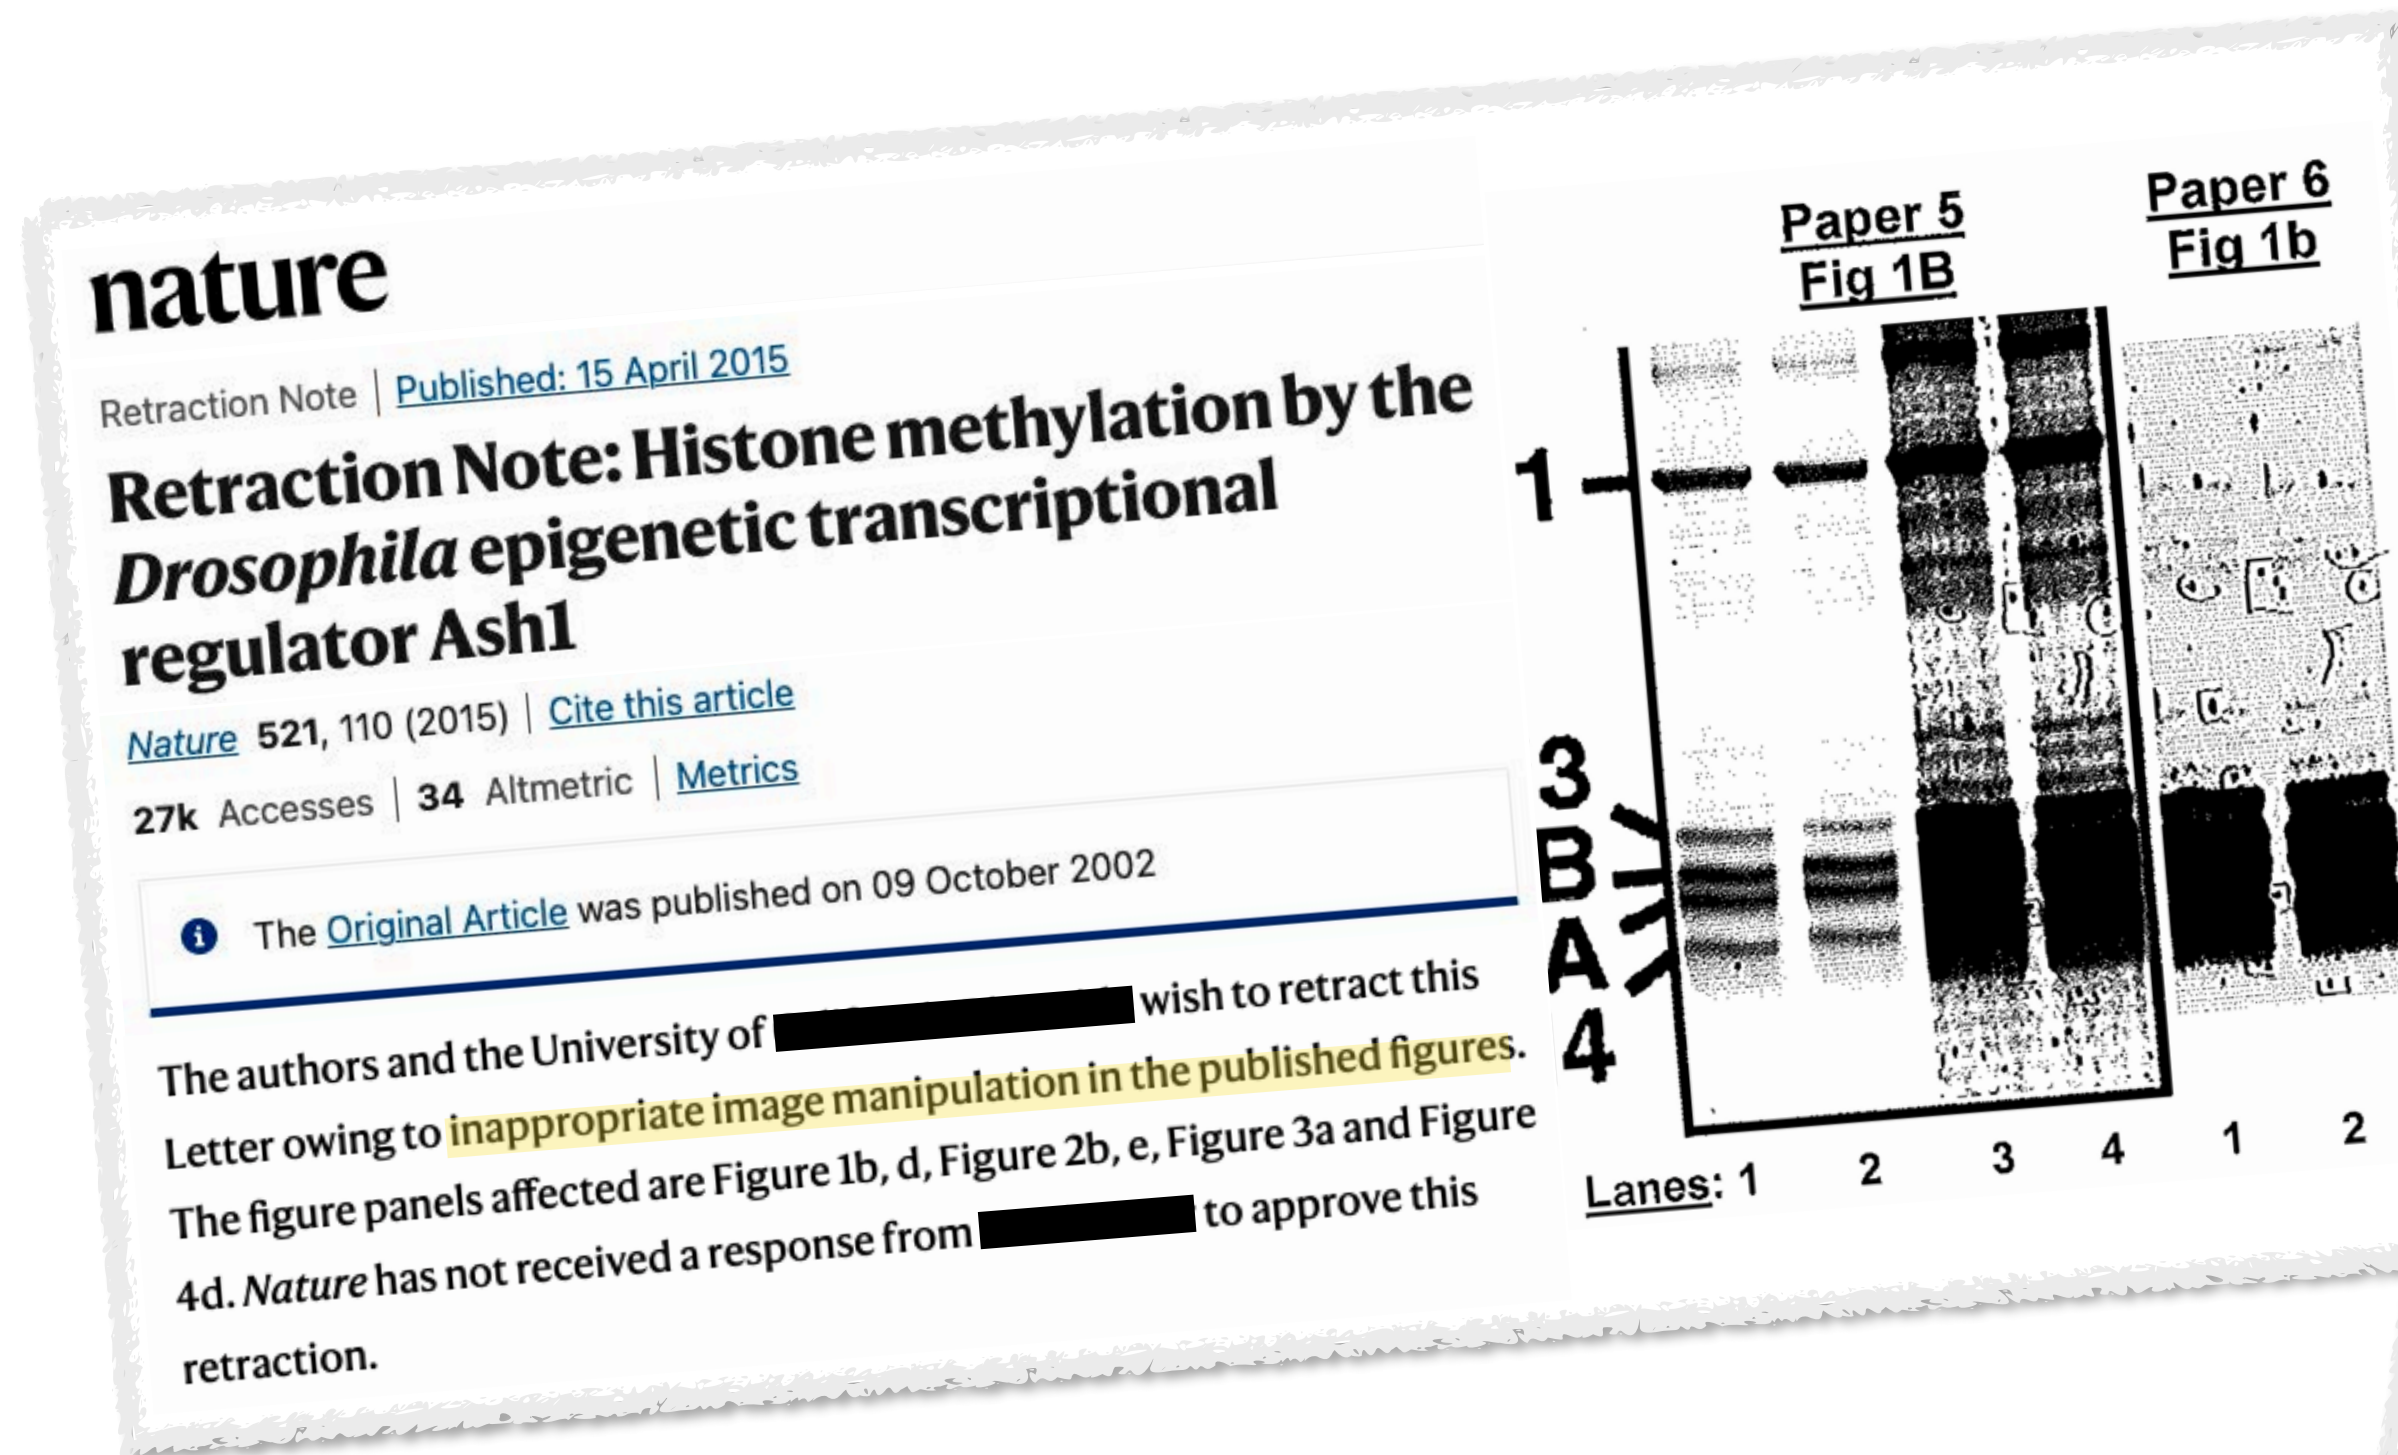 nature
Retraction Note | Published: 15 April 2015
Retraction Note: Histone methylation by the
Drosophila epigenetic transcriptional
regulator Ash1
Nature 521, 110 (2015) | Cite this article
27k Accesses | 34 Altmetric | Metrics
The Original Article was published on 09 October 2002
The authors and the University of wish to retract this
Letter owing to inappropriate image manipulation in the published figures.
The figure panels affected are Figure 1b, d, Figure 2b, e, Figure 3a and Figure
4d. Nature has not received a response from to approve this
retraction.
Paper 5
Fig 1B
Paper 6
Fig 1b
1
3
B
A
4
Lanes: 1 2 3 4 1 2